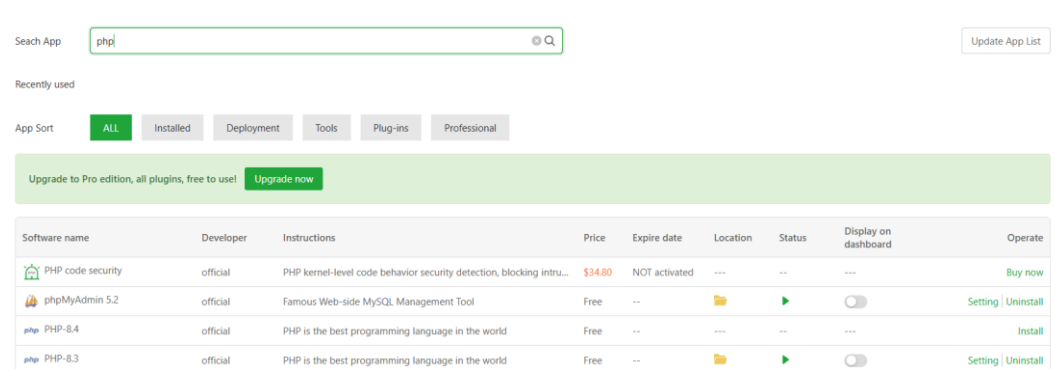 Seach App php Update App List
Recently used
App Sort ALL Installed Deployment Tools Plug-ins Professional
Upgrade to Pro edition, all plugins, free to use! Upgrade now
Software name Developer Instructions Price Expire date Location Status Display on dashboard Operate
PHP code security official PHP kernel-level code behavior security detection, blocking intru... $34.80 NOT activated --- -- --- Buy now
phpMyAdmin 5.2 official Famous Web-side MySQL Management Tool Free -- Setting | Uninstall
php PHP-8.4 official PHP is the best programming language in the world Free -- --- -- --- Install
php PHP-8.3 official PHP is the best programming language in the world Free -- Setting | Uninstall